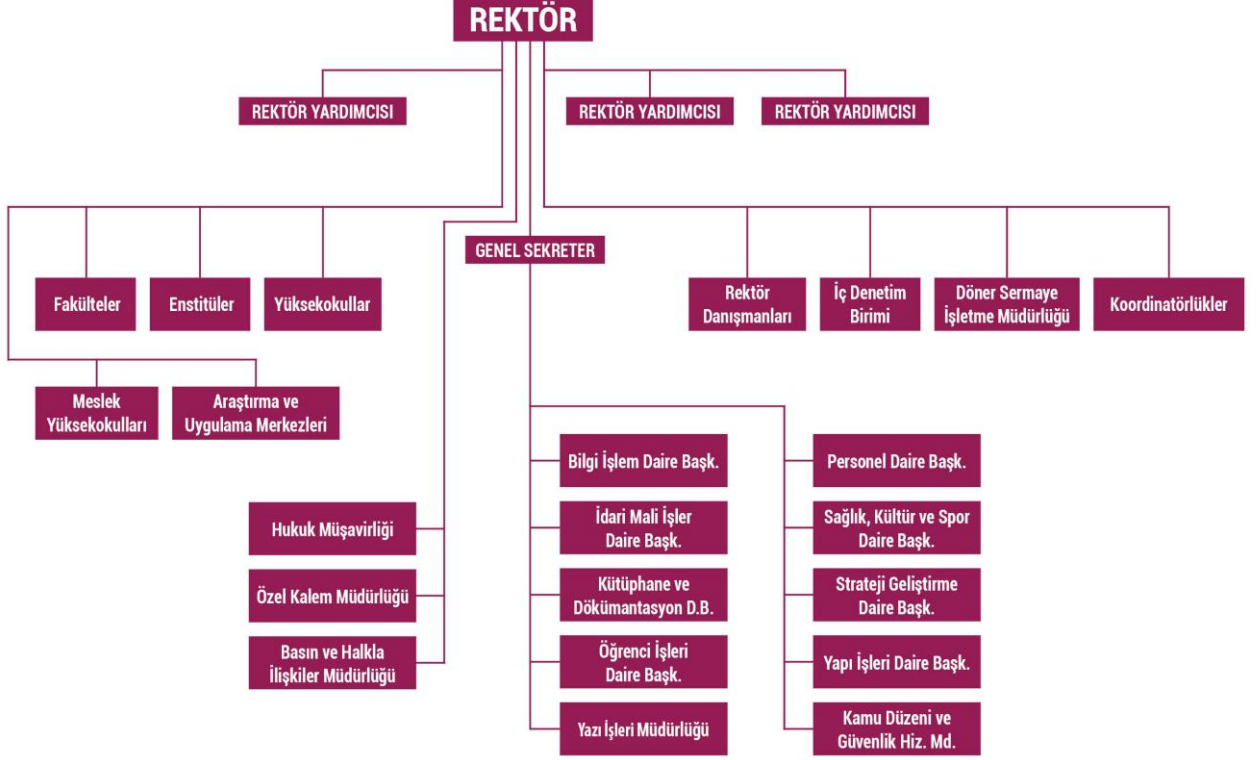 REKTÖR
REKTÖR YARDIMCISI
REKTÖR YARDIMCISI
REKTÖR YARDIMCISI
GENEL SEKRETER
Fakülteler
Enstitüler
Yüksekokullar
Rektör
Danışmanları
İç Denetim
Birimi
Döner Sermaye
İşletme Müdürlüğü
Koordinatörlükler
Meslek
Yüksekokulları
Araştırma ve
Uygulama Merkezleri
Hukuk Müşavirliği
Özel Kalem Müdürlüğü
Basın ve Halkla
İlişkiler Müdürlüğü
Bilgi İşlem Daire Başk.
İdari Mali İşler
Daire Başk.
Kütüphane ve
Dökümantasyon D.B.
Öğrenci İşleri
Daire Başk.
Yazı İşleri Müdürlüğü
Personel Daire Başk.
Sağlık, Kültür ve Spor
Daire Başk.
Strateji Geliştirme
Daire Başk.
Yapı İşleri Daire Başk.
Kamu Düzeni ve
Güvenlik Hiz. Md.